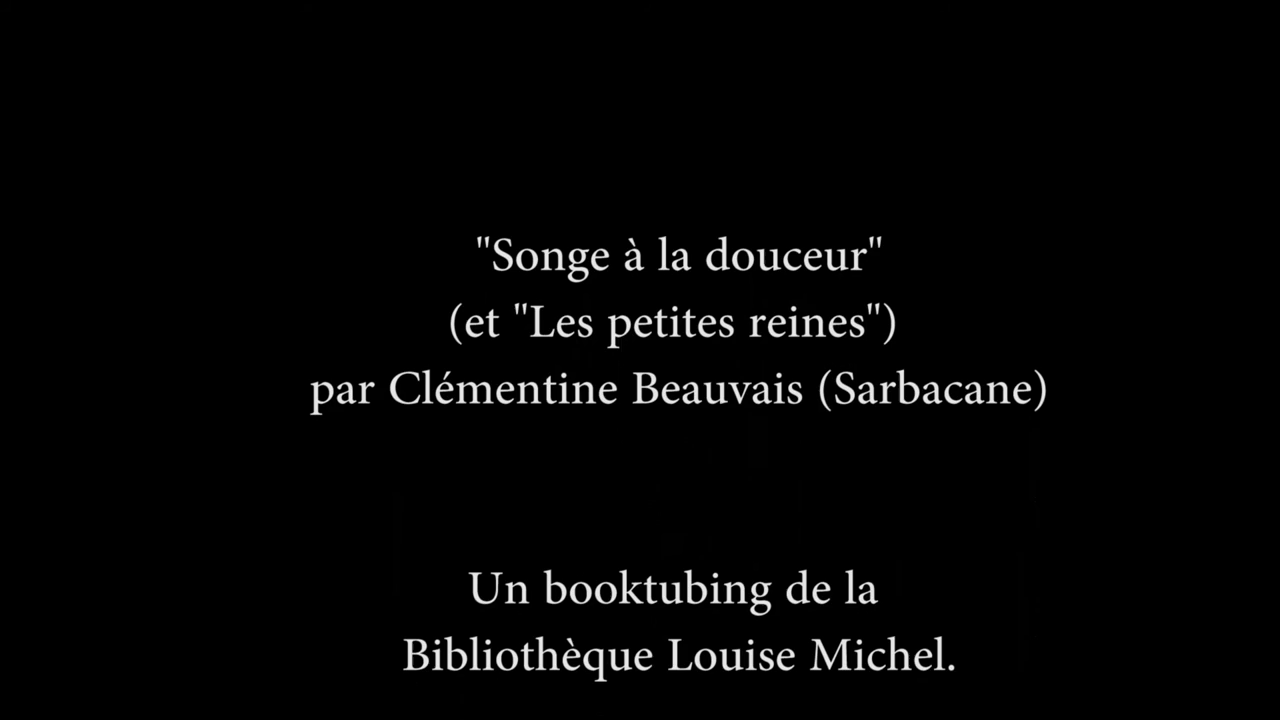 "Songe à la douceur"
(et "Les petites reines")
par Clémentine Beauvais (Sarbacane)
Un booktubing de la
Bibliothèque Louise Michel.